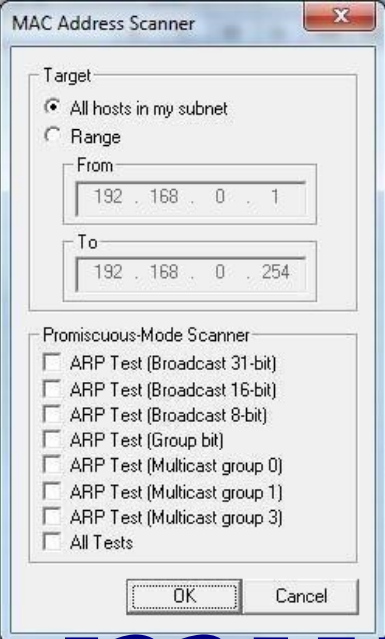 MAC Address Scanner
Target
All hosts in my subnet
Range
From
192 . 168 . 0 . 1
To
192 . 168 . 0 . 254
Promiscuous-Mode Scanner
ARP Test (Broadcast 31-bit)
ARP Test (Broadcast 16-bit)
ARP Test (Broadcast 8-bit)
ARP Test (Group bit)
ARP Test (Multicast group 0)
ARP Test (Multicast group 1)
ARP Test (Multicast group 3)
All Tests
OK
Cancel